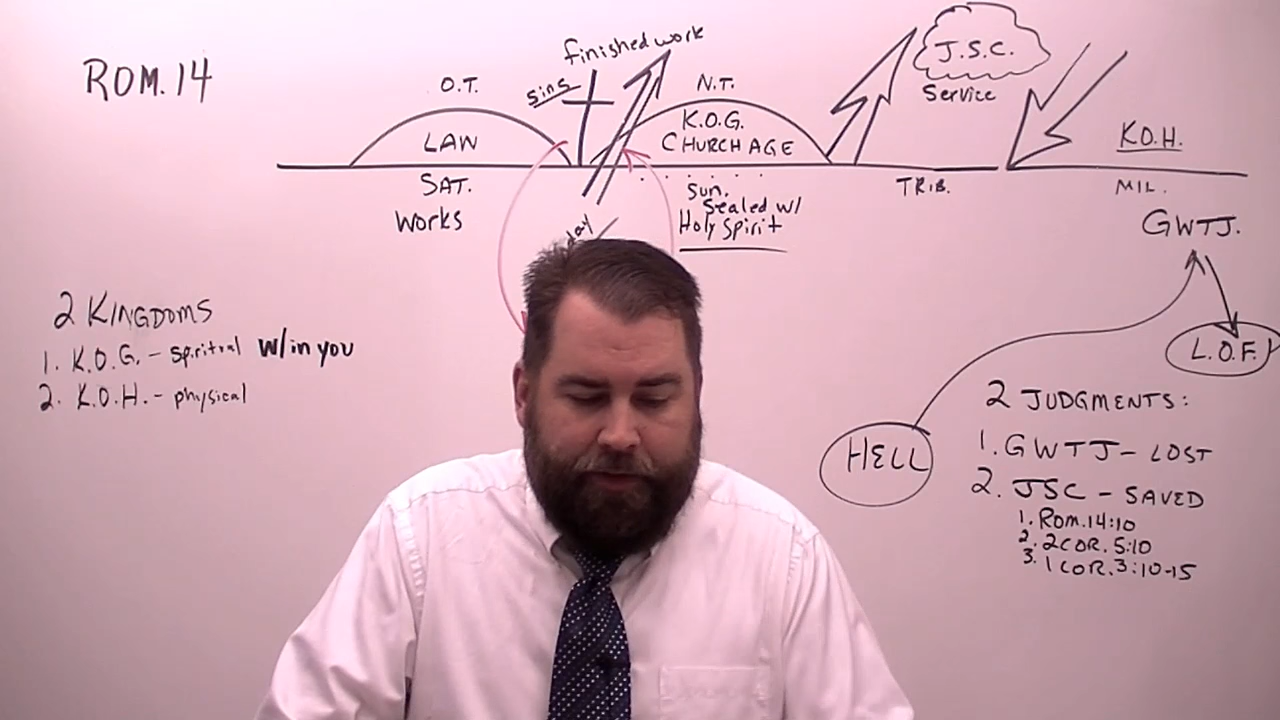 ROM. 14
O.T.
LAW
SAT.
Works
sins
finished work
N.T.
K.O.G.
CHURCH AGE
Sun.
Sealed w/
Holy Spirit
day
J.S.C.
Service
TRIB.
K.O.H.
MIL.
GWTJ.
L.O.F.
HELL
2 KINGDOMS
1. K.O.G. - spiritual w/in you
2. K.O.H. - physical
2 JUDGMENTS:
1. GWTJ - LOST
2. JSC - SAVED
1. ROM. 14:10
2. 2 COR. 5:10
3. 1 COR. 3:10-15